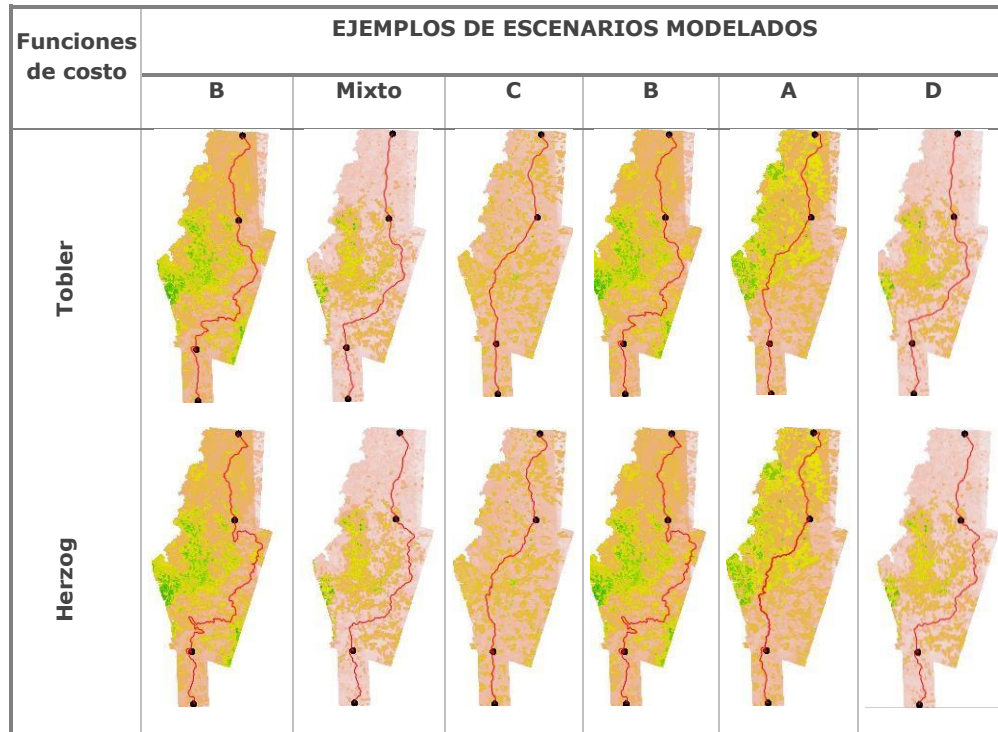 Funciones
de costo
EJEMPLOS DE ESCENARIOS MODELADOS
B
Mixto
C
B
A
D
Tobler
Herzog